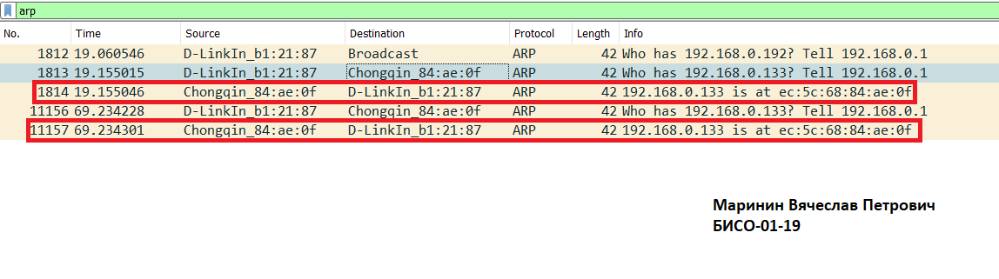 arp
No. Time Source Destination Protocol Length Info
1812 19.060546 D-LinkIn_b1:21:87 Broadcast ARP 42 Who has 192.168.0.192? Tell 192.168.0.1
1813 19.155015 D-LinkIn_b1:21:87 Chongqin_84:ae:0f ARP 42 Who has 192.168.0.133? Tell 192.168.0.1
1814 19.155046 Chongqin_84:ae:0f D-LinkIn_b1:21:87 ARP 42 192.168.0.133 is at ec:5c:68:84:ae:0f
11156 69.234228 D-LinkIn_b1:21:87 Chongqin_84:ae:0f ARP 42 Who has 192.168.0.133? Tell 192.168.0.1
11157 69.234301 Chongqin_84:ae:0f D-LinkIn_b1:21:87 ARP 42 192.168.0.133 is at ec:5c:68:84:ae:0f
Маринин Вячеслав Петрович
БИСО-01-19